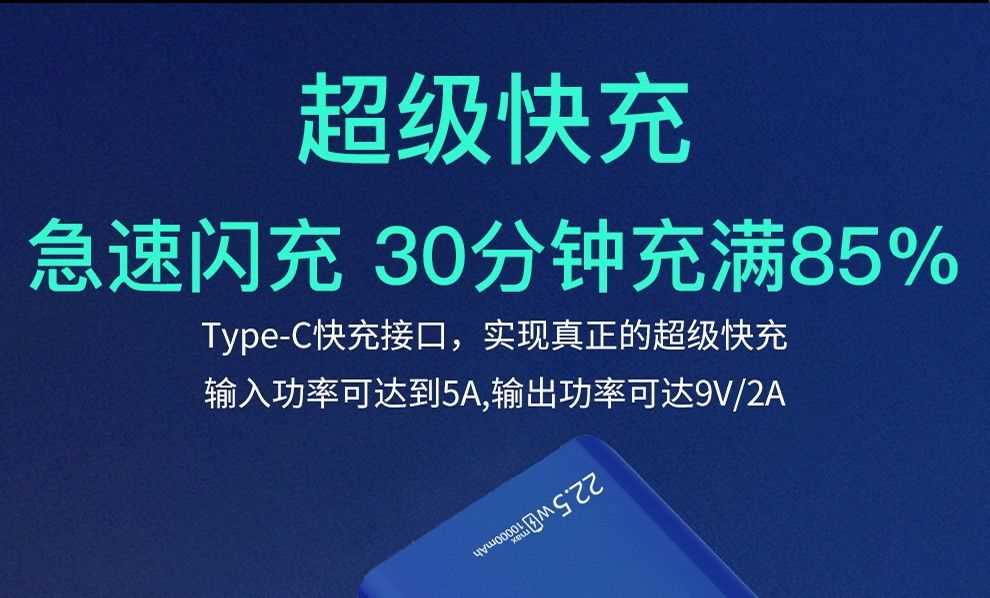 超级快充
急速闪充 30分钟充满85%
Type-C快充接口，实现真正的超级快充
输入功率可达到5A,输出功率可达9V/2A
22.5W max
10000mAh